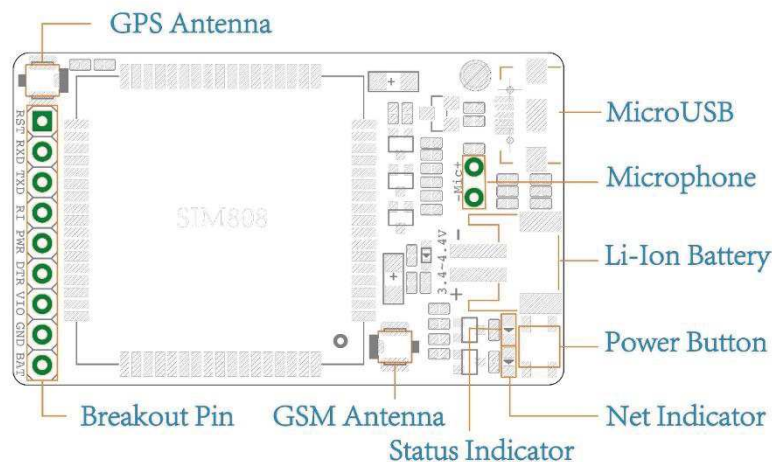 GPS Antenna
RST
RXD
TXD
RI
PWR
DTR
VIO
GND
BAT
SIM808
-Mic+
3.4-4.4V
-
+
+
+
MicroUSB
Microphone
Li-Ion Battery
Power Button
Net Indicator
Status Indicator
GSM Antenna
Breakout Pin